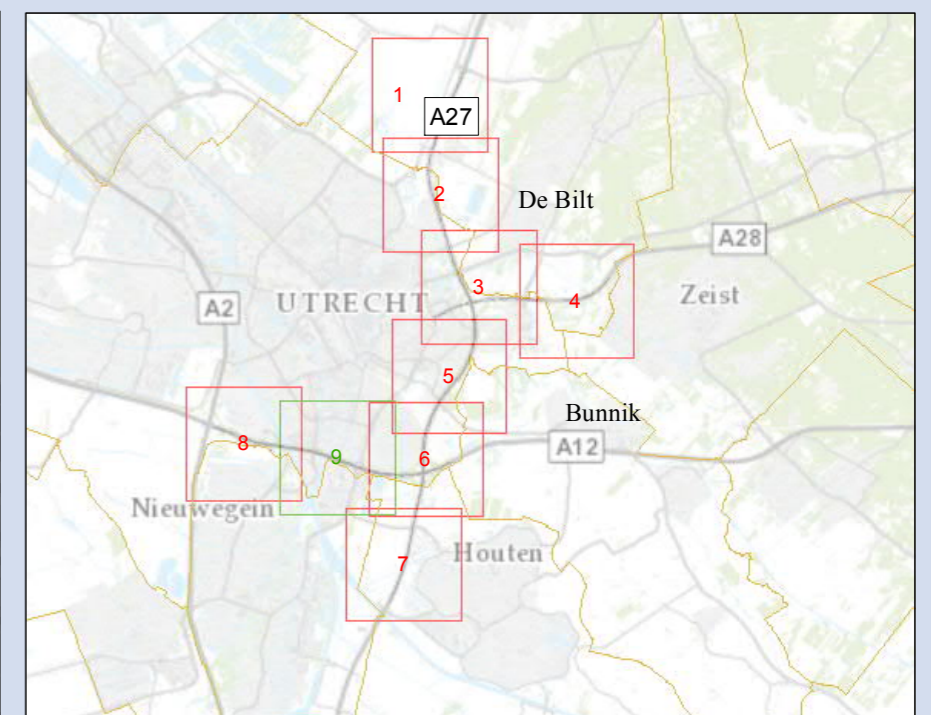 1
A27
2
De Bilt
A28
3
4
Zeist
A2
UTRECHT
5
Bunnik
8
9
6
A12
Nieuwegein
Houten
7